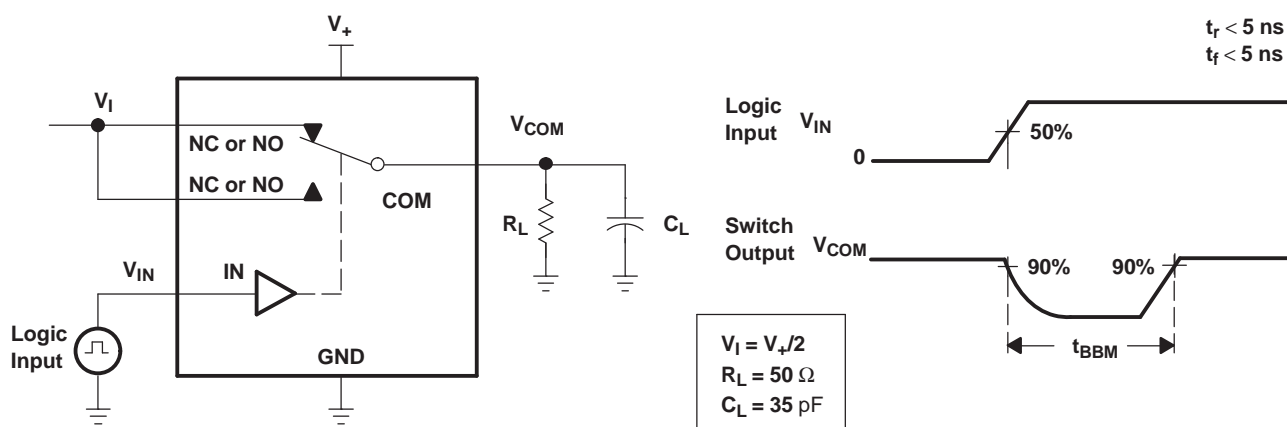 V+
VI
NC or NO
NC or NO
COM
VCOM
RL
CL
VIN
IN
Logic
Input
GND
VI = V+/2
RL = 50 Ω
CL = 35 pF
tr < 5 ns
tf < 5 ns
Logic
Input
VIN
50%
0
Switch
Output
VCOM
90%
90%
tBBM